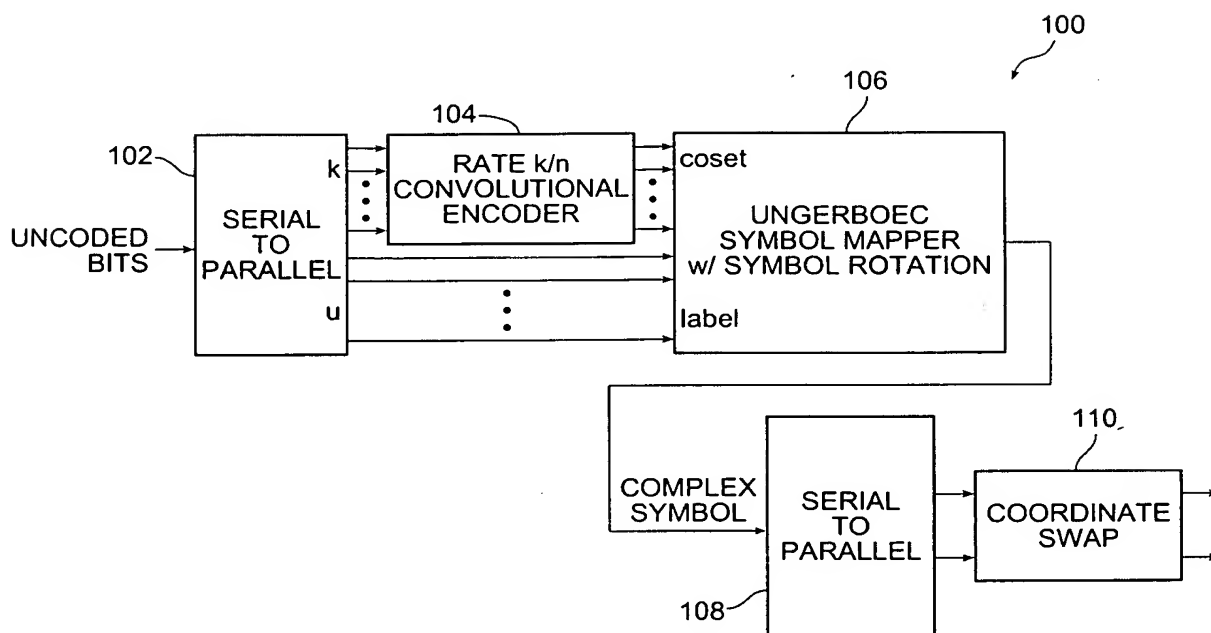 100
106
104
102
k
RATE k/n
CONVOLUTIONAL
ENCODER
coset
SERIAL
TO
PARALLEL
UNCODED
BITS
UNGERBOEC
SYMBOL MAPPER
w/ SYMBOL ROTATION
u
label
110
COMPLEX
SYMBOL
SERIAL
TO
PARALLEL
COORDINATE
SWAP
108